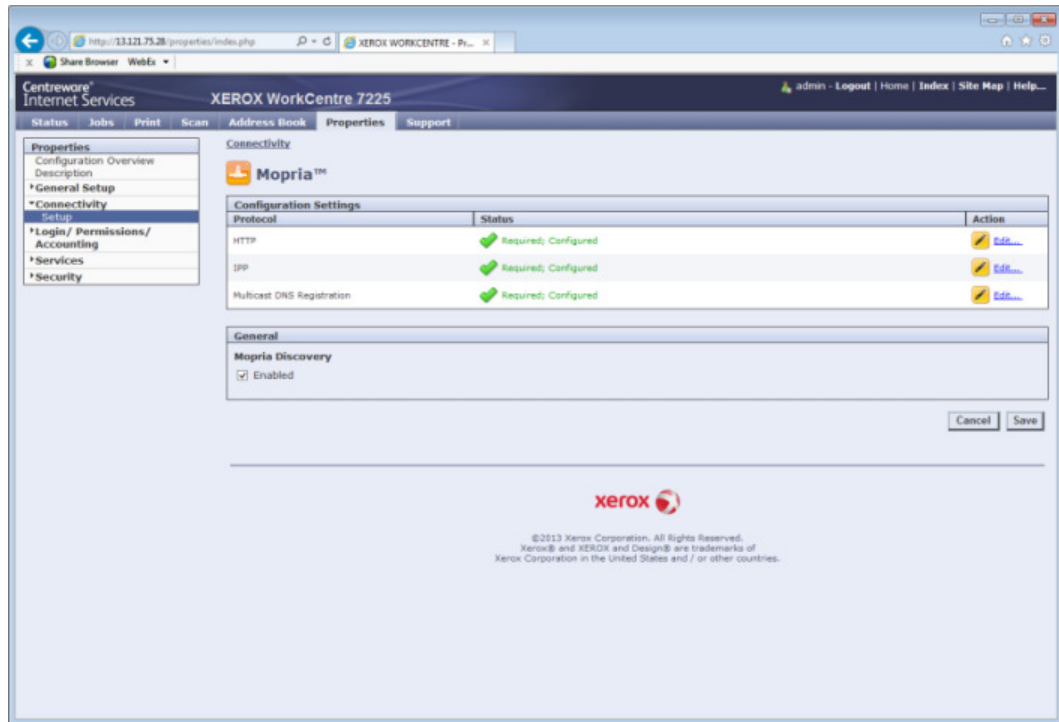 http://13.121.75.28/properties/index.php
XEROX WORKCENTRE - Pr...
x Share Browser WebEx
Centreware®
Internet Services
XEROX WorkCentre 7225
admin - Logout | Home | Index | Site Map | Help...
Status Jobs Print Scan Address Book Properties Support
Properties
Configuration Overview
Description
General Setup
Connectivity
Setup
Login/ Permissions/
Accounting
Services
Security
Connectivity
Mopria™
Configuration Settings
Protocol Status Action
HTTP Required; Configured Edit...
IPP Required; Configured Edit...
Multicast DNS Registration Required; Configured Edit...
General
Mopria Discovery
Enabled
Cancel Save
xerox
©2013 Xerox Corporation. All Rights Reserved.
Xerox® and XEROX and Design® are trademarks of
Xerox Corporation in the United States and / or other countries.